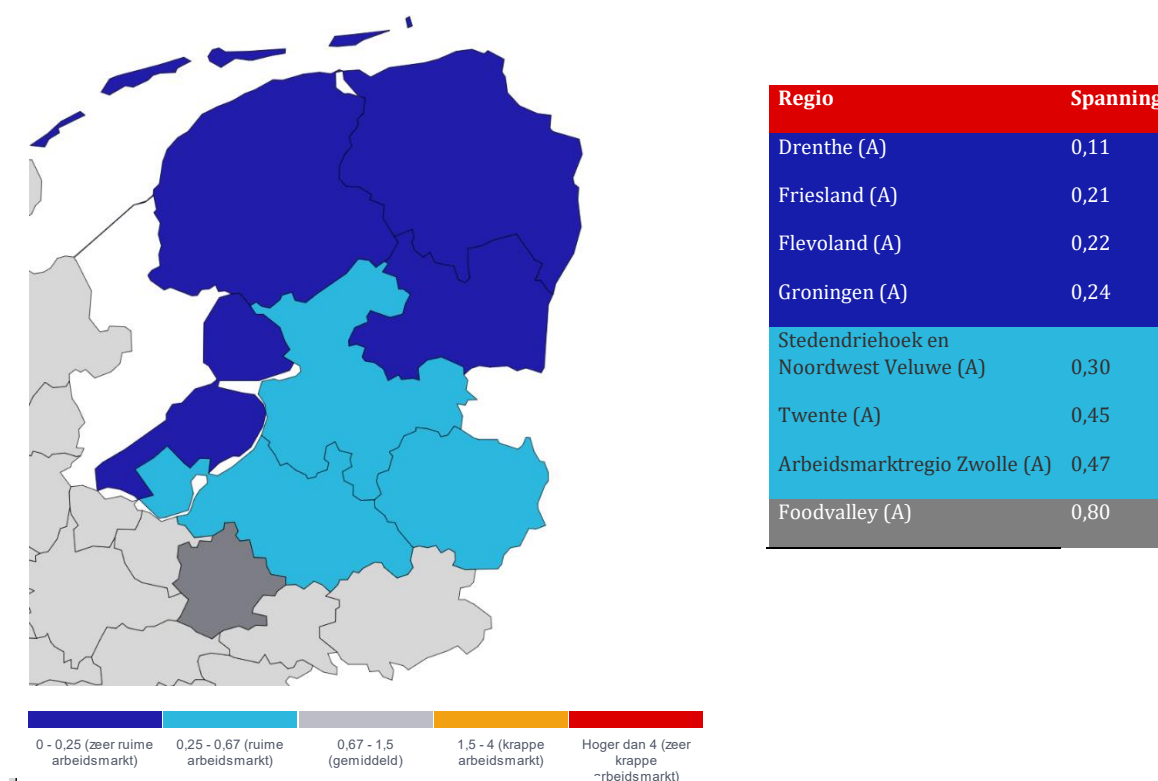 Regio Spanning
Drenthe (A) 0,11
Friesland (A) 0,21
Flevoland (A) 0,22
Groningen (A) 0,24
Stedendriehoek en
Noordwest Veluwe (A) 0,30
Twente (A) 0,45
Arbeidsmarktregio Zwolle (A) 0,47
Foodvalley (A) 0,80
0 - 0,25 (zeer ruime
arbeidsmarkt)
0,25 - 0,67 (ruime
arbeidsmarkt)
0,67 - 1,5
(gemiddeld)
1,5 - 4 (krappe
arbeidsmarkt)
Hoger dan 4 (zeer
krappe
arbeidsmarkt)